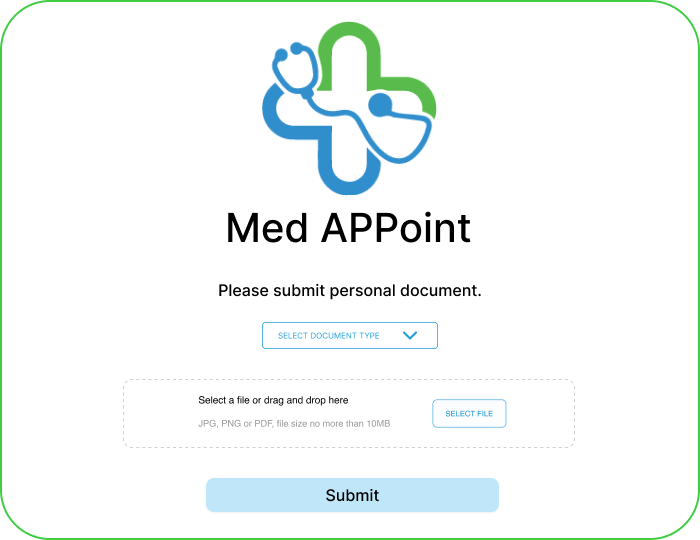 Med APPoint
Please submit personal document.
SELECT DOCUMENT TYPE
Select a file or drag and drop here
JPG, PNG or PDF, file size no more than 10MB
SELECT FILE
Submit